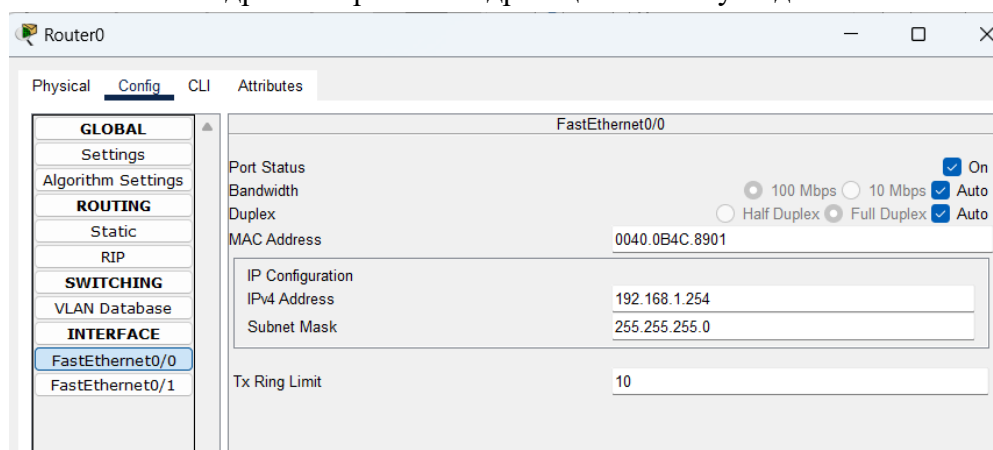 Router0
Physical Config CLI Attributes
GLOBAL
Settings
Algorithm Settings
ROUTING
Static
RIP
SWITCHING
VLAN Database
INTERFACE
FastEthernet0/0
FastEthernet0/1
FastEthernet0/0
Port Status On
Bandwidth 100 Mbps 10 Mbps Auto
Duplex Half Duplex Full Duplex Auto
MAC Address 0040.0B4C.8901
IP Configuration
IPv4 Address 192.168.1.254
Subnet Mask 255.255.255.0
Tx Ring Limit 10